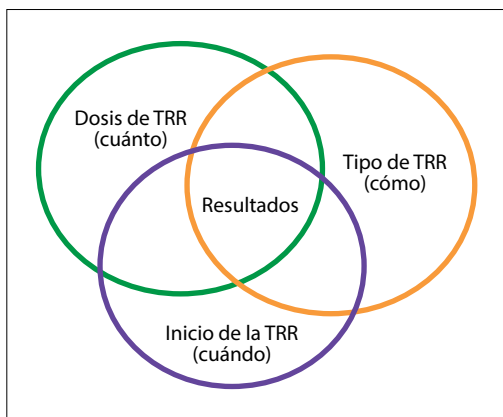 Dosis de TRR
(cuánto)
Tipo de TRR
(cómo)
Resultados
Inicio de la TRR
(cuándo)